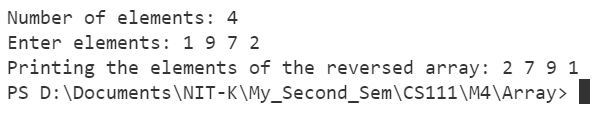 Number of elements: 4
Enter elements: 1 9 7 2
Printing the elements of the reversed array: 2 7 9 1
PS D:\Documents\NIT-K\My_Second_Sem\CS111\M4\Array>